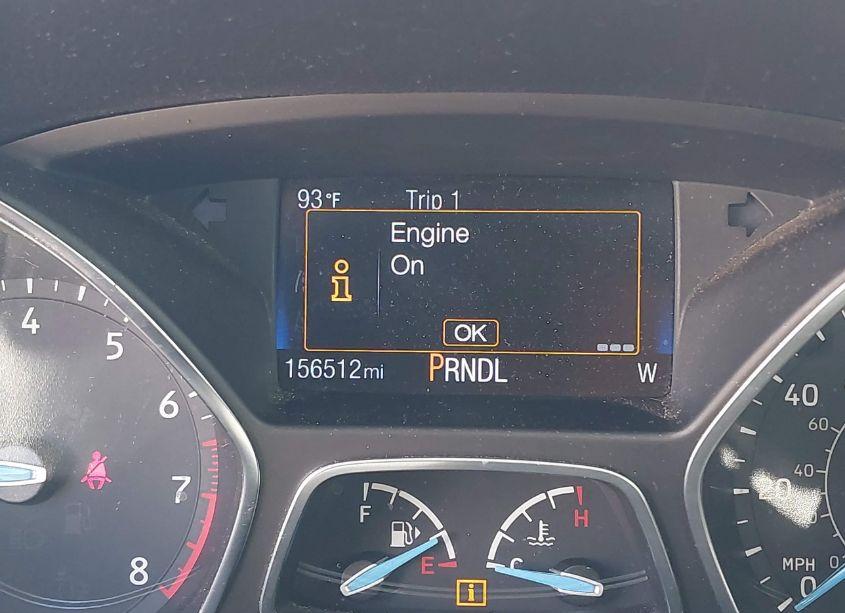 93°F Trip 1
Engine
On
OK
156512mi PRNDL W
4
5
6
7
8
F
E
H
C
i
40
20
0
60
40
MPH